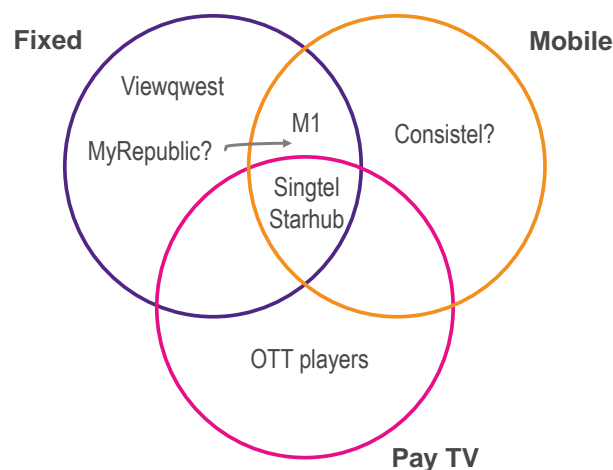 Fixed
Mobile
Viewqwest
M1
MyRepublic?
Consistel?
Singtel
Starhub
OTT players
Pay TV